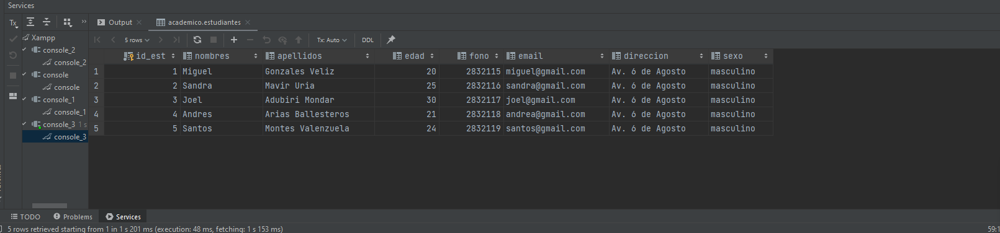 Services
Tx
Output
academico.estudiantes
Xampp
5 rows
Tx: Auto
DDL
console_2
console_2
console
console
console_1
console_1
console_3 1 s
console_3
id_est nombres apellidos edad fono email direccion sexo
1 1 Miguel Gonzales Veliz 20 2832115 miguel@gmail.com Av. 6 de Agosto masculino
2 2 Sandra Mavir Uria 25 2832116 sandra@gmail.com Av. 6 de Agosto masculino
3 3 Joel Adubiri Mondar 30 2832117 joel@gmail.com Av. 6 de Agosto masculino
4 4 Andres Arias Ballesteros 21 2832118 andrea@gmail.com Av. 6 de Agosto masculino
5 5 Santos Montes Valenzuela 24 2832119 santos@gmail.com Av. 6 de Agosto masculino
TODO Problems Services
5 rows retrieved starting from 1 in 1 s 201 ms (execution: 48 ms, fetching: 1 s 153 ms)
59:1